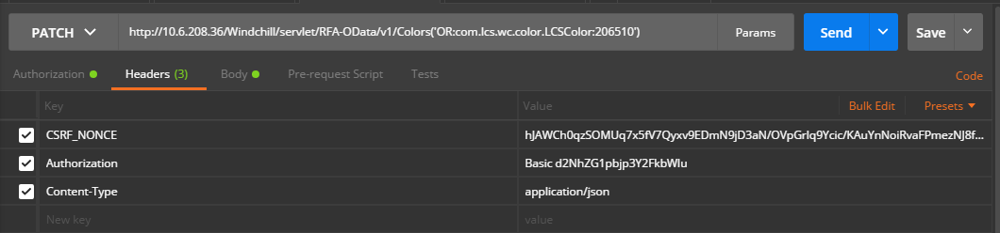 PATCH http://10.6.208.36/Windchill/servlet/RFA-OData/v1/Colors('OR:com.lcs.wc.color.LCSColor:206510') Params Send Save
Authorization Headers (3) Body Pre-request Script Tests Code
Key Value Bulk Edit Presets
CSRF_NONCE hJAWCh0qzSOMUq7x5fV7Qyxv9EDmN9jD3aN/OVpGrIq9Ycic/KAuYnNoiRvaFPmezNJ8f...
Authorization Basic d2NhZG1pbjp3Y2FkbWlu
Content-Type application/json
New key value